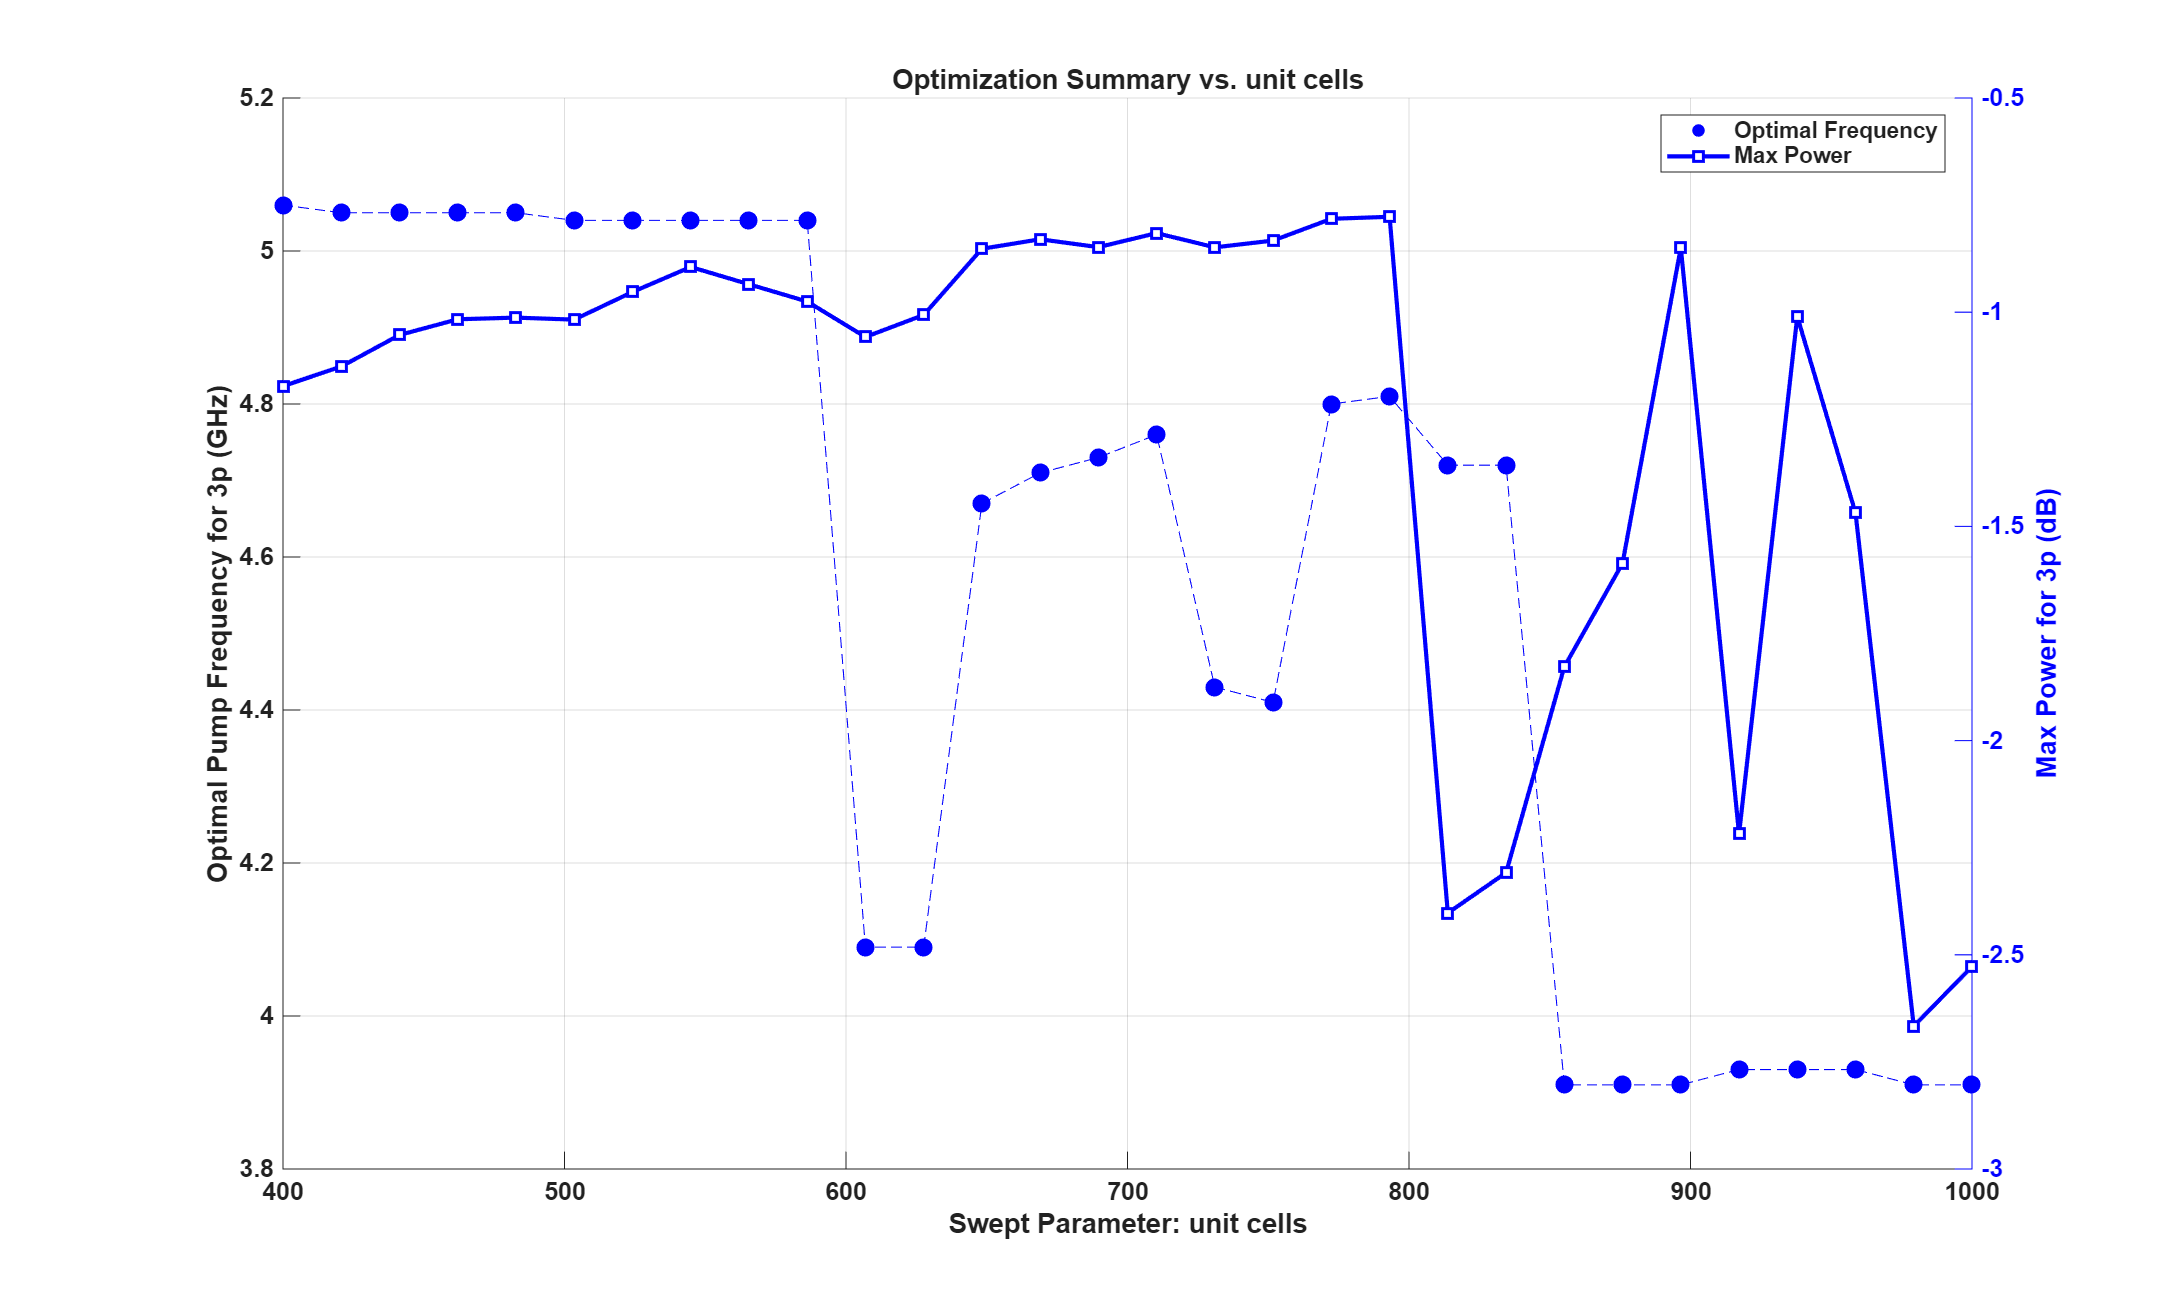 Optimization Summary vs. unit cells
Optimal Frequency
Max Power
5.2
5
4.8
4.6
4.4
4.2
4
3.8
Optimal Pump Frequency for 3p (GHz)
-0.5
-1
-1.5
-2
-2.5
-3
Max Power for 3p (dB)
400 500 600 700 800 900 1000
Swept Parameter: unit cells